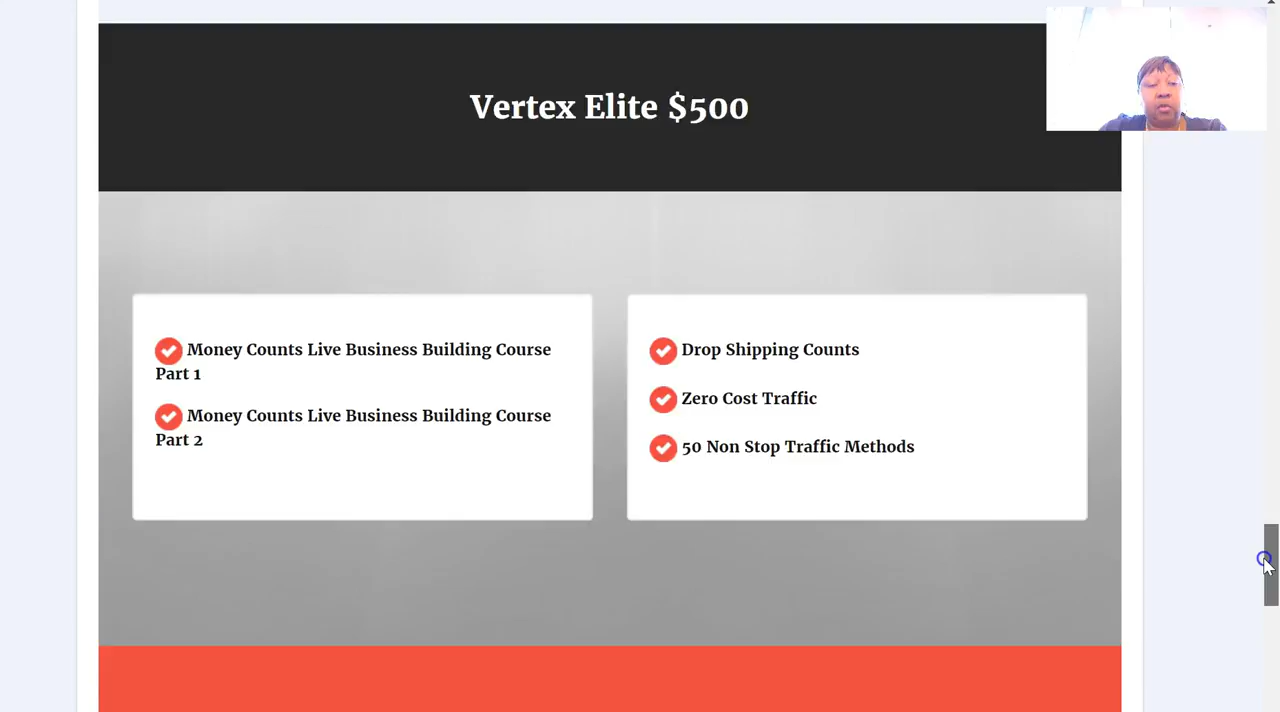 Vertex Elite $500
Money Counts Live Business Building Course
Part 1
Money Counts Live Business Building Course
Part 2
Drop Shipping Counts
Zero Cost Traffic
50 Non Stop Traffic Methods